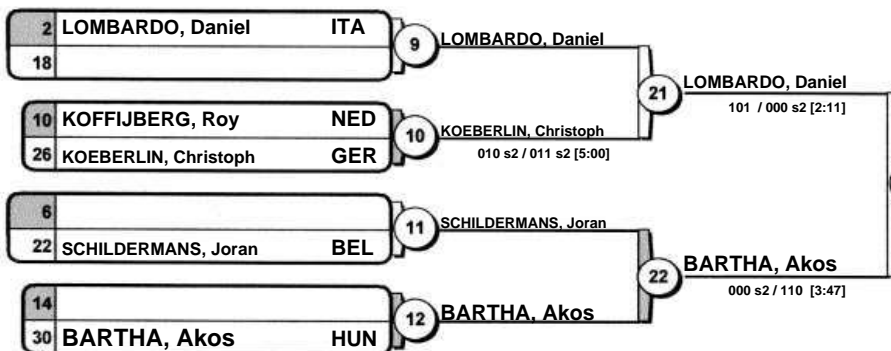 2 LOMBARDO, Daniel ITA
18
9
LOMBARDO, Daniel
10 KOFFIJBERG, Roy NED
26 KOEBERLIN, Christoph GER
10
KOEBERLIN, Christoph
010 s2 / 011 s2 [5:00]
21
LOMBARDO, Daniel
101 / 000 s2 [2:11]
6
22 SCHILDERMANS, Joran BEL
11
SCHILDERMANS, Joran
14
30 BARTHA, Akos HUN
12
BARTHA, Akos
22
BARTHA, Akos
000 s2 / 110 [3:47]